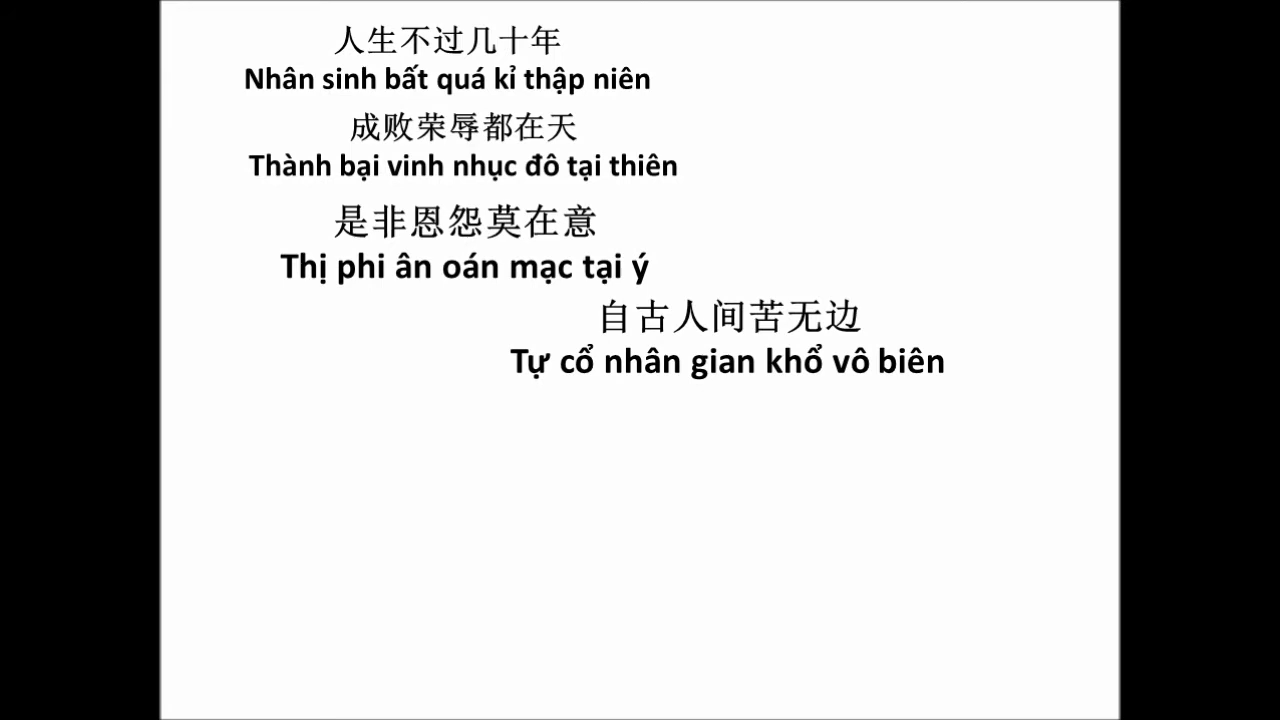 人生不过几十年
Nhân sinh bất quá kỉ thập niên
成败荣辱都在天
Thành bại vinh nhục đô tại thiên
是非恩怨莫在意
Thị phi ân oán mạc tại ý
自古人间苦无边
Tự cổ nhân gian khổ vô biên